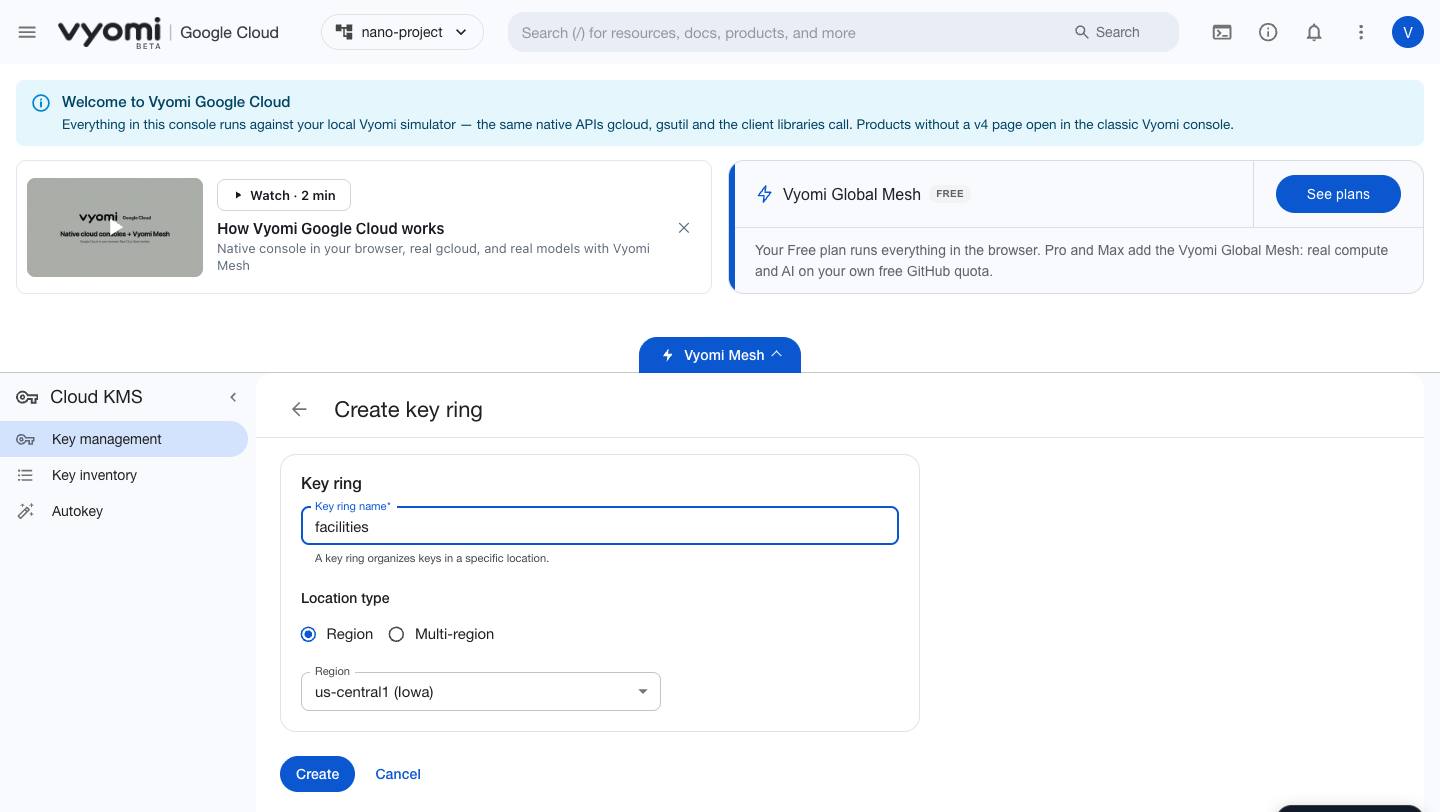 vyomi
BETA
Google Cloud
nano-project
Search (/) for resources, docs, products, and more
Search
V
Welcome to Vyomi Google Cloud
Everything in this console runs against your local Vyomi simulator — the same native APIs gcloud, gsutil and the client libraries call. Products without a v4 page open in the classic Vyomi console.
vyomi Google Cloud
Native cloud consoles + Vyomi Mesh
Watch · 2 min
How Vyomi Google Cloud works
Native console in your browser, real gcloud, and real models with Vyomi
Mesh
Vyomi Global Mesh
FREE
See plans
Your Free plan runs everything in the browser. Pro and Max add the Vyomi Global Mesh: real compute
and AI on your own free GitHub quota.
Vyomi Mesh
Cloud KMS
Key management
Key inventory
Autokey
Create key ring
Key ring
Key ring name*
facilities
A key ring organizes keys in a specific location.
Location type
Region
Multi-region
Region
us-central1 (Iowa)
Create
Cancel